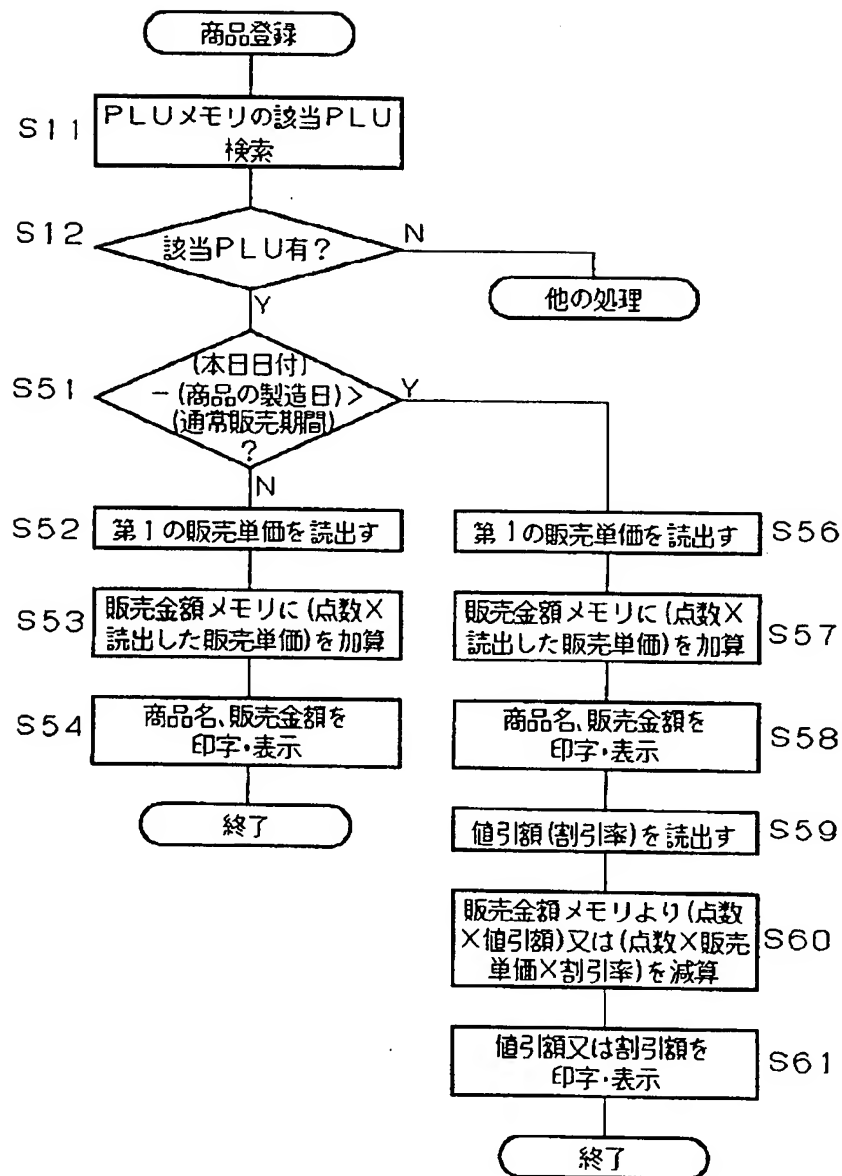 商品登録
S11
PLUメモリの該当PLU
検索
S12
該当PLU有?
N
他の処理
Y
S51
(本日日付)
-(商品の製造日)>
(通常販売期間)
?
Y
N
S52
第1の販売単価を読出す
S53
販売金額メモリに(点数×
読出した販売単価)を加算
S54
商品名、販売金額を
印字・表示
終了
第1の販売単価を読出す
S56
販売金額メモリに(点数×
読出した販売単価)を加算
S57
商品名、販売金額を
印字・表示
S58
値引額(割引率)を読出す
S59
販売金額メモリより(点数
×値引額)又は(点数×販売
単価×割引率)を減算
S60
値引額又は割引額を
印字・表示
S61
終了